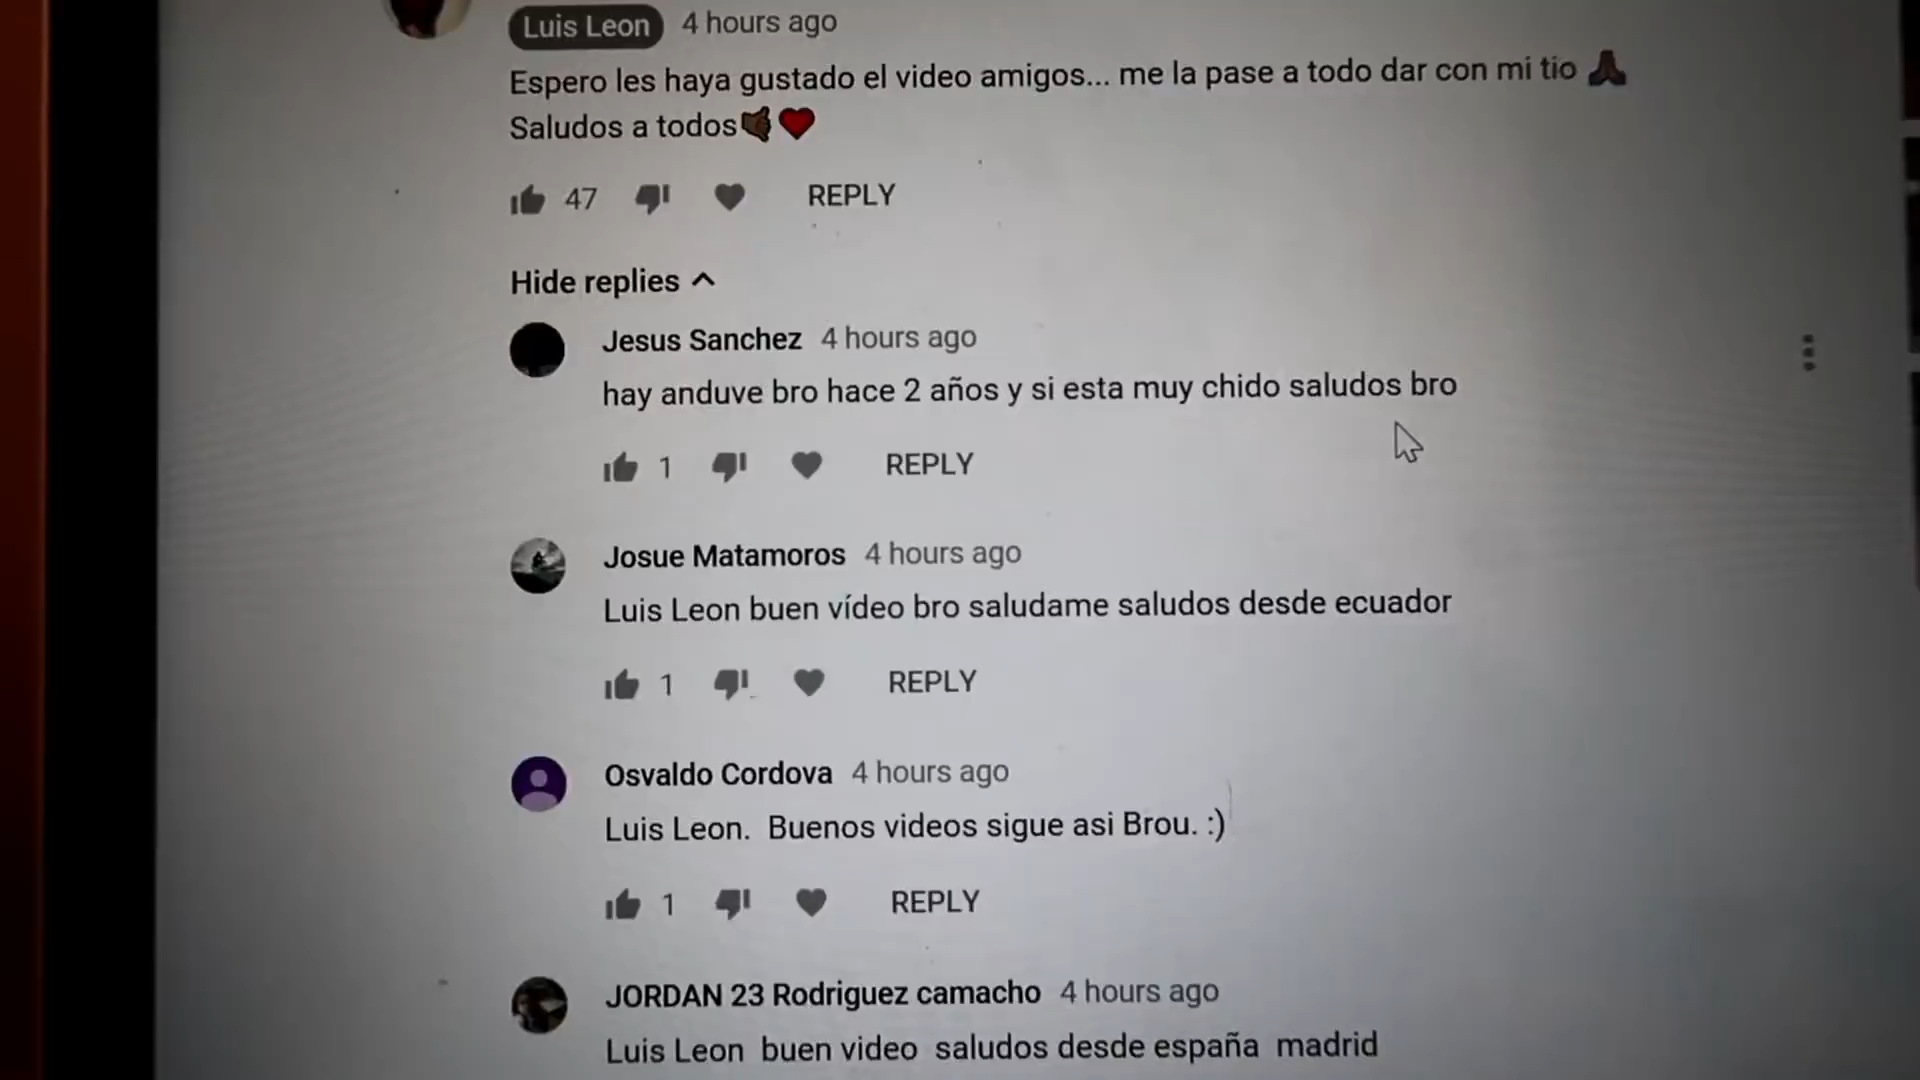 Luis Leon 4 hours ago
Espero les haya gustado el video amigos... me la pase a todo dar con mi tio 🙏🏿
Saludos a todos🤙🏿❤️
47 REPLY
Hide replies
Jesus Sanchez 4 hours ago
hay anduve bro hace 2 años y si esta muy chido saludos bro
1 REPLY
Josue Matamoros 4 hours ago
Luis Leon buen vídeo bro saludame saludos desde ecuador
1 REPLY
Osvaldo Cordova 4 hours ago
Luis Leon. Buenos videos sigue asi Brou. :)
1 REPLY
JORDAN 23 Rodriguez camacho 4 hours ago
Luis Leon buen video saludos desde españa madrid